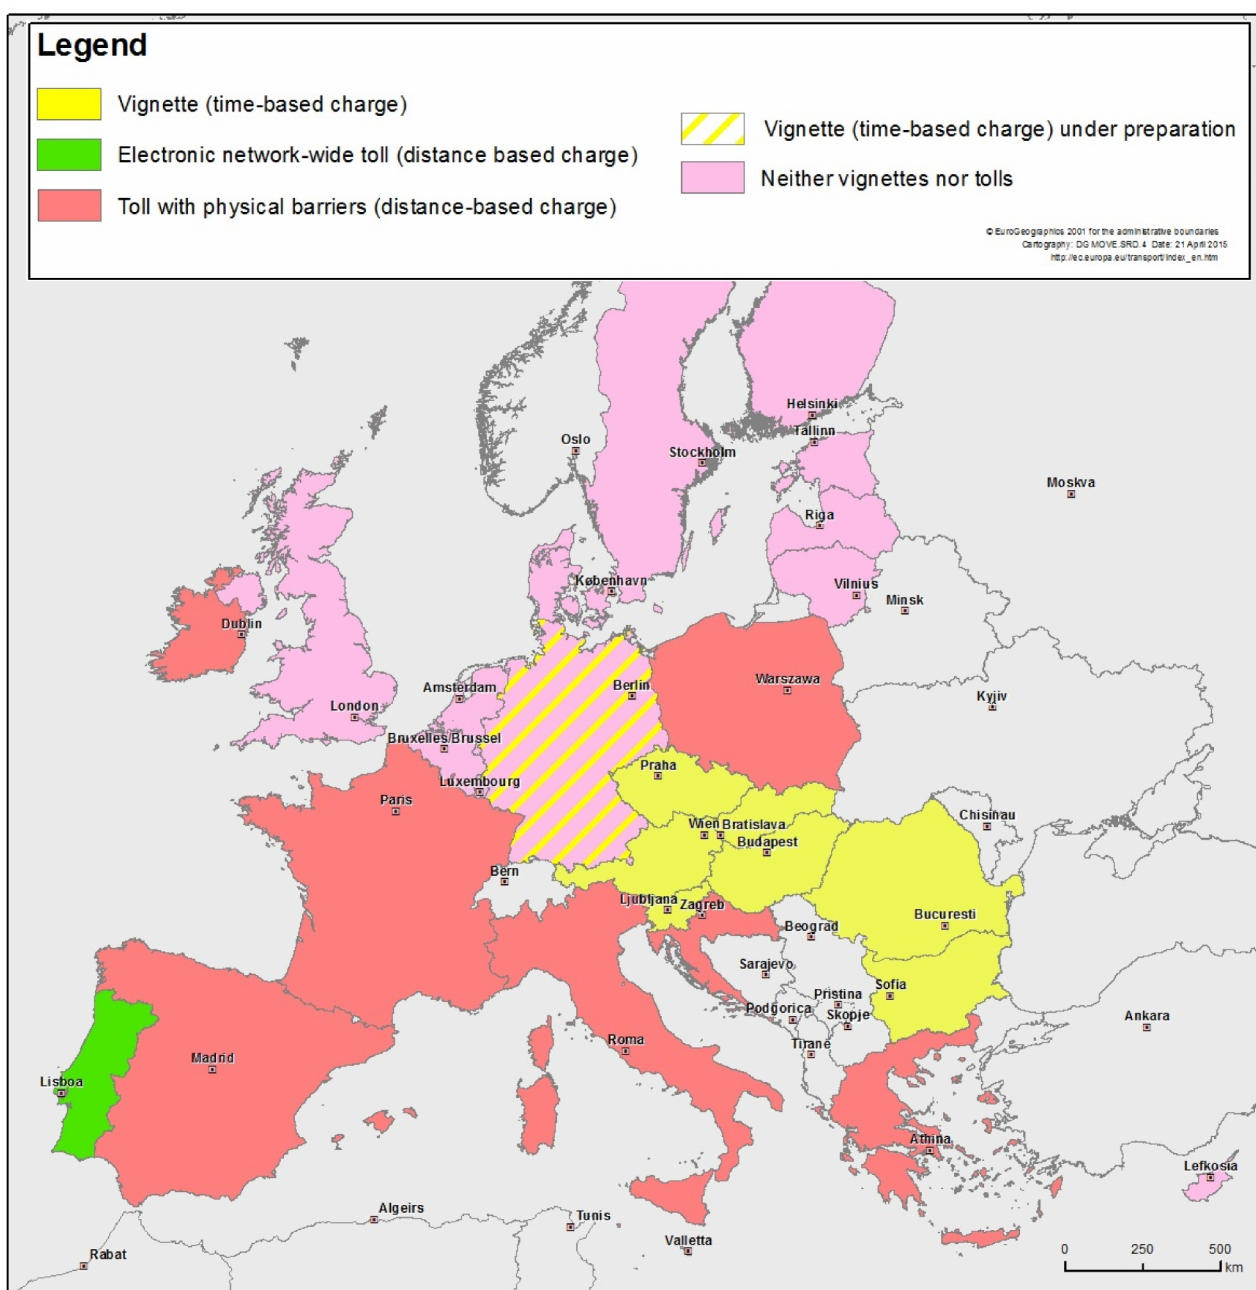 Legend
Vignette (time-based charge)
Electronic network-wide toll (distance based charge)
Toll with physical barriers (distance-based charge)
Vignette (time-based charge) under preparation
Neither vignettes nor tolls
© EuroGeographics 2001 for the administrative boundaries
Cartography: DG MOVE.SRD.4 Date: 21 April 2015
http://ec.europa.eu/transport/index_en.htm
Helsinki
Tallinn
Oslo
Stockholm
Moskva
Riga
København
Vilnius
Minsk
Dublin
Amsterdam
Berlin
Warszawa
Kyjiv
London
Bruxelles/Brussel
Luxembourg
Praha
Paris
Wien
Bratislava
Budapest
Chisinau
Bern
Ljubljana
Zagreb
Beograd
Bucuresti
Sarajevo
Sofia
Pristina
Podgorica
Skopje
Tiranë
Ankara
Roma
Madrid
Lisboa
Athina
Lefkosia
Algeirs
Tunis
Valletta
Rabat
0 250 500
km